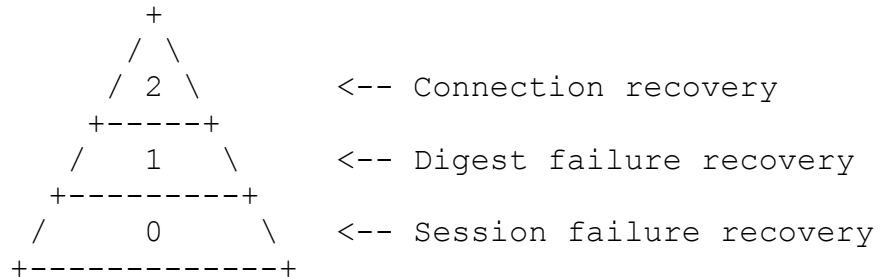 +
/ \
/ 2 \ <-- Connection recovery
+-----+
/ 1 \ <-- Digest failure recovery
+---------+
/ 0 \ <-- Session failure recovery
+-------------+